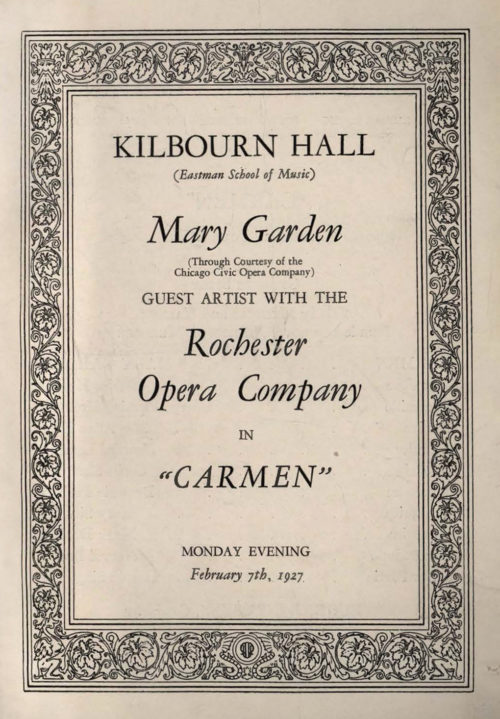 KILBOURN HALL
(Eastman School of Music)
Mary Garden
(Through Courtesy of the
Chicago Civic Opera Company)
GUEST ARTIST WITH THE
Rochester
Opera Company
IN
“CARMEN”
MONDAY EVENING
February 7th, 1927